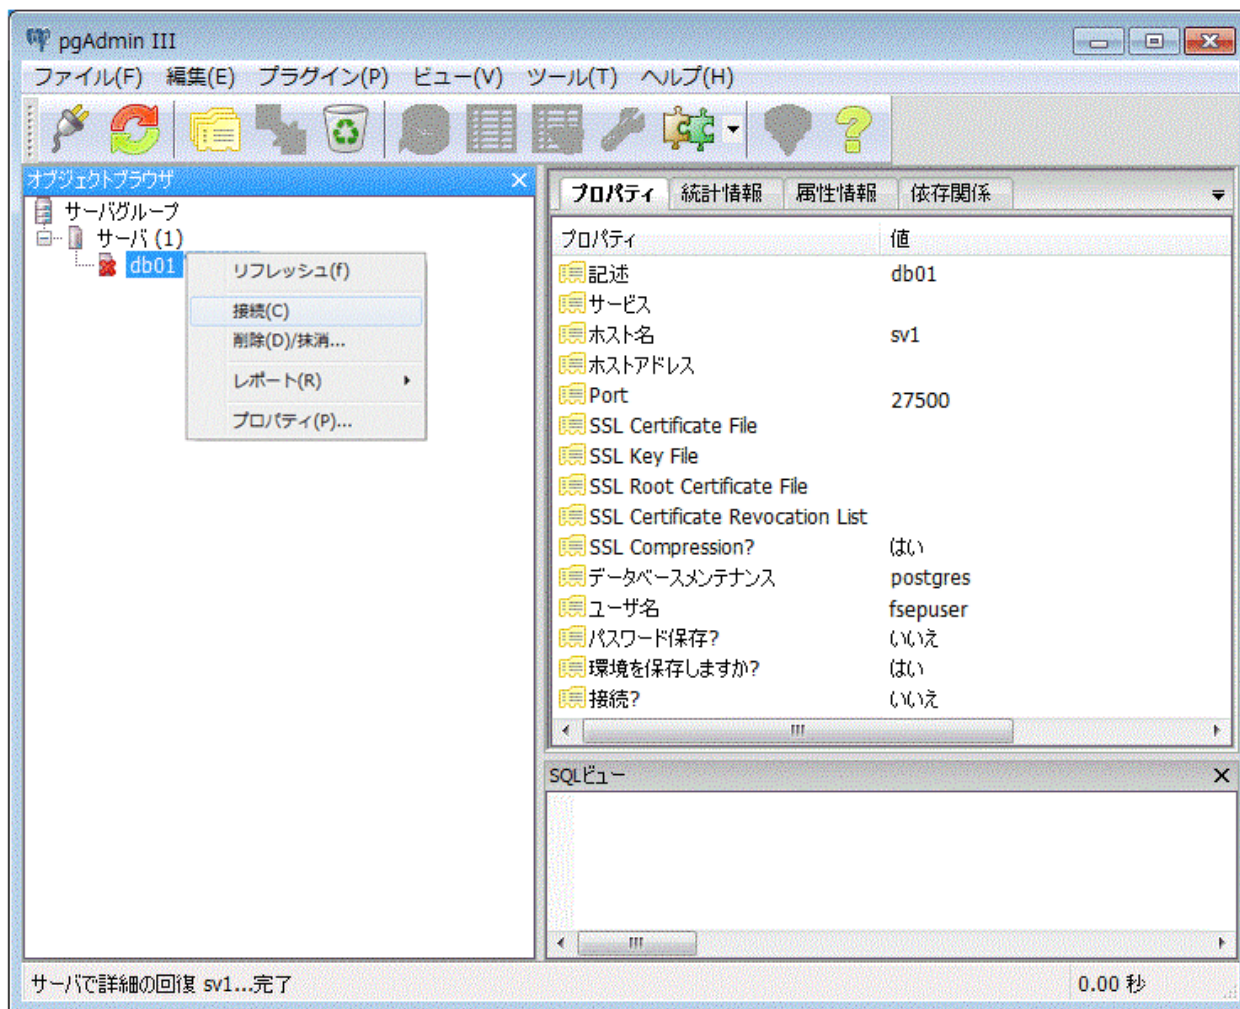 pgAdmin III
ファイル(F) 編集(E) プラグイン(P) ビュー(V) ツール(T) ヘルプ(H)
オブジェクトブラウザ
サーバグループ
サーバ (1)
db01
リフレッシュ(f)
接続(C)
削除(D)/抹消...
レポート(R)
プロパティ(P)...
プロパティ 統計情報 属性情報 依存関係
プロパティ 値
記述 db01
サービス
ホスト名 sv1
ホストアドレス
Port 27500
SSL Certificate File
SSL Key File
SSL Root Certificate File
SSL Certificate Revocation List
SSL Compression? はい
データベースメンテナンス postgres
ユーザ名 fsepuser
パスワード保存? いいえ
環境を保存しますか? はい
接続? いいえ
SQLビュー
サーバで詳細の回復 sv1...完了 0.00 秒